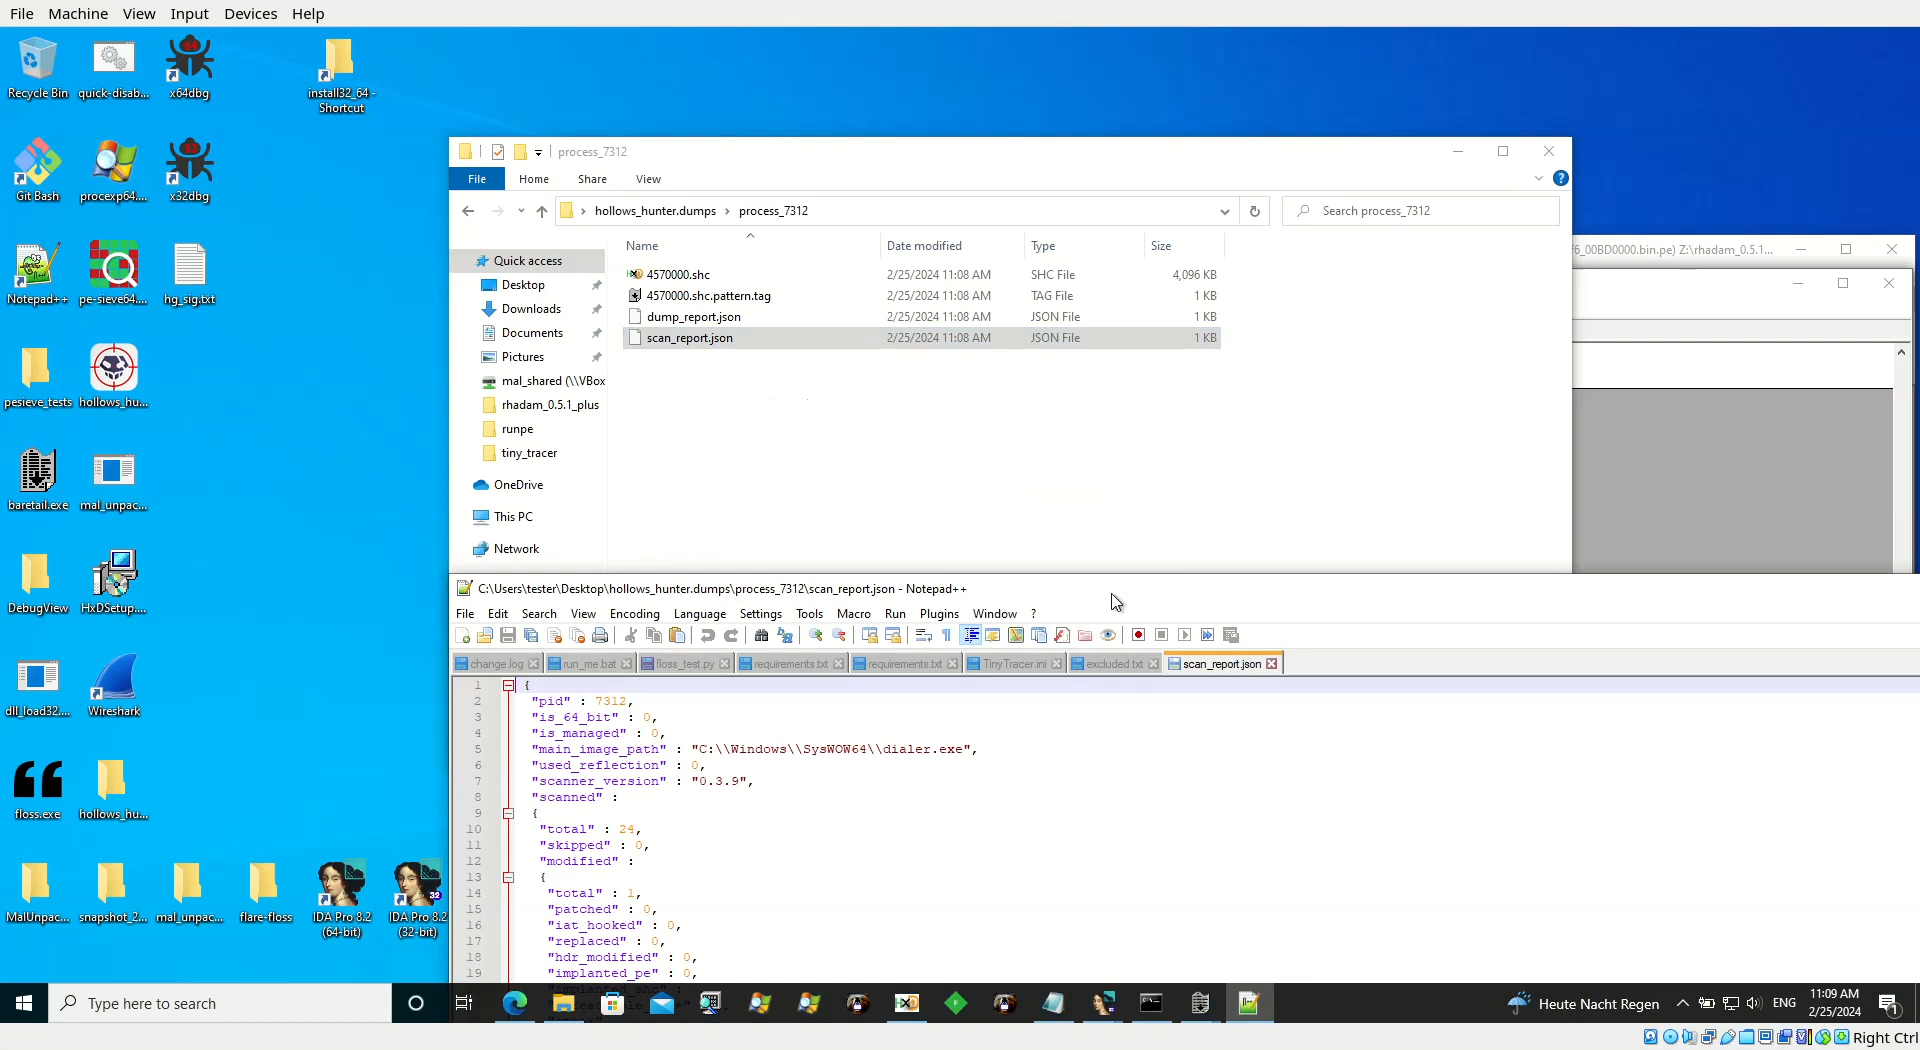 File Machine View Input Devices Help
Recycle Bin
quick-disab...
x64dbg
install32_64 -
Shortcut
Git Bash
procexp64....
x32dbg
Notepad++
pe-sieve64....
hg_sig.txt
pesieve_tests
hollows_hu...
baretail.exe
mal_unpac...
DebugView
HxDSetup....
dll_load32....
Wireshark
floss.exe
hollows_hu...
MalUnpac...
snapshot_2...
mal_unpac...
flare-floss
IDA Pro 8.2
(64-bit)
IDA Pro 8.2
(32-bit)
process_7312
File Home Share View
hollows_hunter.dumps › process_7312
Search process_7312
Name Date modified Type Size
Quick access
Desktop
Downloads
Documents
Pictures
mal_shared (\\VBox
rhadam_0.5.1_plus
runpe
tiny_tracer
OneDrive
This PC
Network
4570000.shc 2/25/2024 11:08 AM SHC File 4,096 KB
4570000.shc.pattern.tag 2/25/2024 11:08 AM TAG File 1 KB
dump_report.json 2/25/2024 11:08 AM JSON File 1 KB
scan_report.json 2/25/2024 11:08 AM JSON File 1 KB
f6_00BD0000.bin.pe) Z:\rhadam_0.5.1...
C:\Users\tester\Desktop\hollows_hunter.dumps\process_7312\scan_report.json - Notepad++
File Edit Search View Encoding Language Settings Tools Macro Run Plugins Window ?
change.log run_me.bat floss_test.py requirements.txt requirements.txt TinyTracer.ini excluded.txt scan_report.json
1 {
2 "pid" : 7312,
3 "is_64_bit" : 0,
4 "is_managed" : 0,
5 "main_image_path" : "C:\\Windows\\SysWOW64\\dialer.exe",
6 "used_reflection" : 0,
7 "scanner_version" : "0.3.9",
8 "scanned" :
9 {
10 "total" : 24,
11 "skipped" : 0,
12 "modified" :
13 {
14 "total" : 1,
15 "patched" : 0,
16 "iat_hooked" : 0,
17 "replaced" : 0,
18 "hdr_modified" : 0,
19 "implanted_pe" : 0,
Type here to search
Heute Nacht Regen
ENG
11:09 AM
2/25/2024
1
Right Ctrl